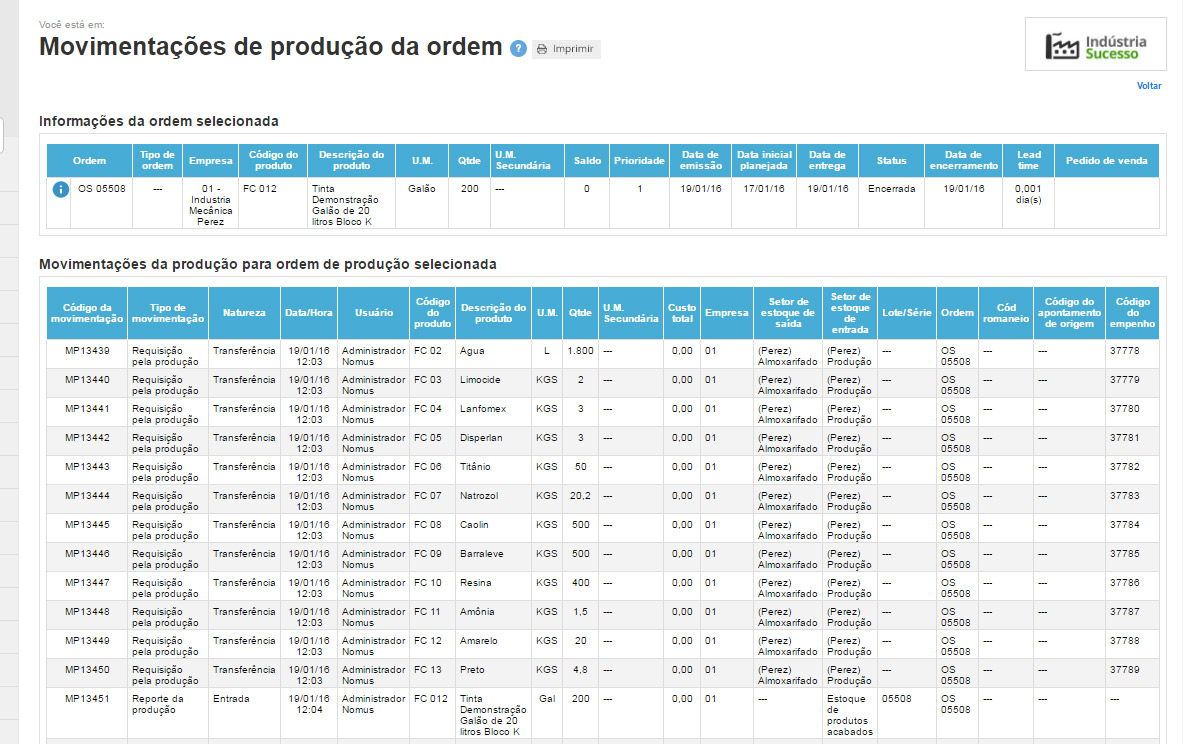 Você está em:
Movimentações de produção da ordem ? Imprimir
Indústria
Sucesso
Voltar
Informações da ordem selecionada
Ordem | Tipo de ordem | Empresa | Código do produto | Descrição do produto | U.M. | Qtde | U.M. Secundária | Saldo | Prioridade | Data de emissão | Data inicial planejada | Data de entrega | Status | Data de encerramento | Lead time | Pedido de venda
OS 05508 | --- | 01 - Industria Mecânica Perez | FC 012 | Tinta Demonstração Galão de 20 litros Bloco K | Galão | 200 | --- | 0 | 1 | 19/01/16 | 17/01/16 | 19/01/16 | Encerrada | 19/01/16 | 0,001 dia(s)
Movimentações da produção para ordem de produção selecionada
Código da movimentação | Tipo de movimentação | Natureza | Data/Hora | Usuário | Código do produto | Descrição do produto | U.M. | Qtde | U.M. Secundária | Custo total | Empresa | Setor de estoque de saída | Setor de estoque de entrada | Lote/Série | Ordem | Cód romaneio | Código do apontamento de origem | Código do empenho
MP13439 | Requisição pela produção | Transferência | 19/01/16 12:03 | Administrador Nomus | FC 02 | Agua | L | 1.800 | --- | 0,00 | 01 | (Perez) Almoxarifado | (Perez) Produção | --- | OS 05508 | --- | --- | 37778
MP13440 | Requisição pela produção | Transferência | 19/01/16 12:03 | Administrador Nomus | FC 03 | Limocide | KGS | 2 | --- | 0,00 | 01 | (Perez) Almoxarifado | (Perez) Produção | --- | OS 05508 | --- | --- | 37779
MP13441 | Requisição pela produção | Transferência | 19/01/16 12:03 | Administrador Nomus | FC 04 | Lanfomex | KGS | 3 | --- | 0,00 | 01 | (Perez) Almoxarifado | (Perez) Produção | --- | OS 05508 | --- | --- | 37780
MP13442 | Requisição pela produção | Transferência | 19/01/16 12:03 | Administrador Nomus | FC 05 | Disperlan | KGS | 3 | --- | 0,00 | 01 | (Perez) Almoxarifado | (Perez) Produção | --- | OS 05508 | --- | --- | 37781
MP13443 | Requisição pela produção | Transferência | 19/01/16 12:03 | Administrador Nomus | FC 06 | Titânio | KGS | 50 | --- | 0,00 | 01 | (Perez) Almoxarifado | (Perez) Produção | --- | OS 05508 | --- | --- | 37782
MP13444 | Requisição pela produção | Transferência | 19/01/16 12:03 | Administrador Nomus | FC 07 | Natrozol | KGS | 20,2 | --- | 0,00 | 01 | (Perez) Almoxarifado | (Perez) Produção | --- | OS 05508 | --- | --- | 37783
MP13445 | Requisição pela produção | Transferência | 19/01/16 12:03 | Administrador Nomus | FC 08 | Caolin | KGS | 500 | --- | 0,00 | 01 | (Perez) Almoxarifado | (Perez) Produção | --- | OS 05508 | --- | --- | 37784
MP13446 | Requisição pela produção | Transferência | 19/01/16 12:03 | Administrador Nomus | FC 09 | Barraleve | KGS | 500 | --- | 0,00 | 01 | (Perez) Almoxarifado | (Perez) Produção | --- | OS 05508 | --- | --- | 37785
MP13447 | Requisição pela produção | Transferência | 19/01/16 12:03 | Administrador Nomus | FC 10 | Resina | KGS | 400 | --- | 0,00 | 01 | (Perez) Almoxarifado | (Perez) Produção | --- | OS 05508 | --- | --- | 37786
MP13448 | Requisição pela produção | Transferência | 19/01/16 12:03 | Administrador Nomus | FC 11 | Amônia | KGS | 1,5 | --- | 0,00 | 01 | (Perez) Almoxarifado | (Perez) Produção | --- | OS 05508 | --- | --- | 37787
MP13449 | Requisição pela produção | Transferência | 19/01/16 12:03 | Administrador Nomus | FC 12 | Amarelo | KGS | 20 | --- | 0,00 | 01 | (Perez) Almoxarifado | (Perez) Produção | --- | OS 05508 | --- | --- | 37788
MP13450 | Requisição pela produção | Transferência | 19/01/16 12:03 | Administrador Nomus | FC 13 | Preto | KGS | 4,8 | --- | 0,00 | 01 | (Perez) Almoxarifado | (Perez) Produção | --- | OS 05508 | --- | --- | 37789
MP13451 | Reporte da produção | Entrada | 19/01/16 12:04 | Administrador Nomus | FC 012 | Tinta Demonstração Galão de 20 litros Bloco K | Gal | 200 | --- | 0,00 | 01 | --- | Estoque de produtos acabados | 05508 | OS 05508 | --- | --- | ---